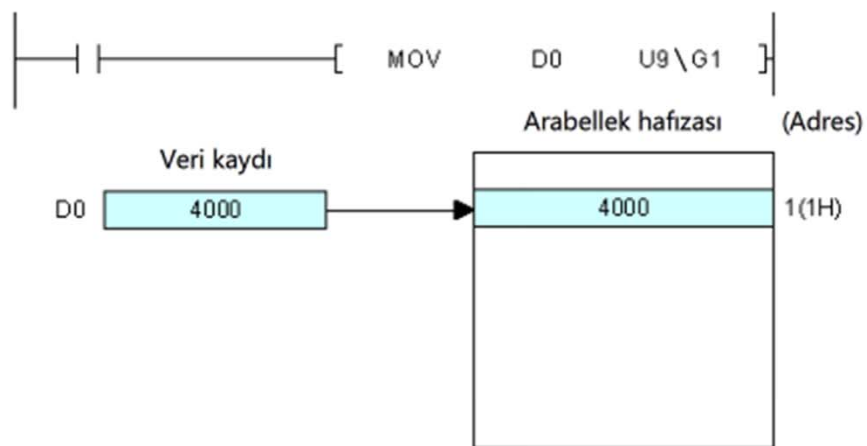 MOV D0 U9\G1
Arabellek hafızası (Adres)
Veri kaydı
D0 4000 4000 1(1H)